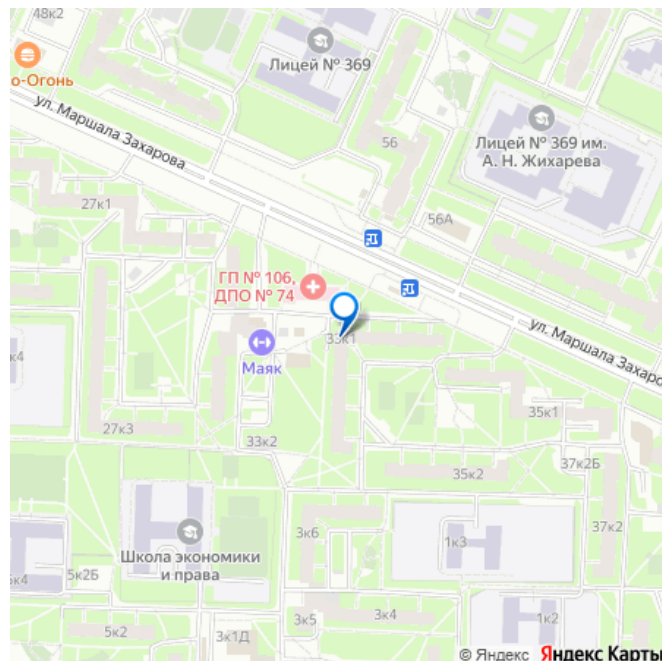 48к2
о-Огонь
Лицей № 369
ул. Маршала Захарова
56
Лицей № 369 им.
А. Н. Жихарева
27к1
56А
ГП № 106,
ДПО № 74
ул. Маршала Захаро
к4
33к1
Маяк
35к1
27к3
33к2
35к2
37к2Б
3к6
1к3
37к2
Школа экономики
и права
5к4
5к2Б
5к2
3к1Д
3к5
3к4
1к2
© Яндекс Яндекс Карты